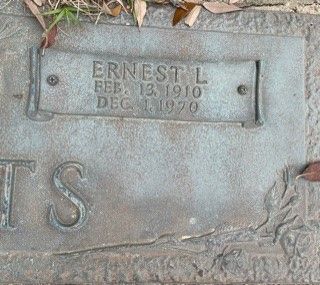 ERNEST L.
FEB. 13, 1910
DEC. 1, 1970
TS